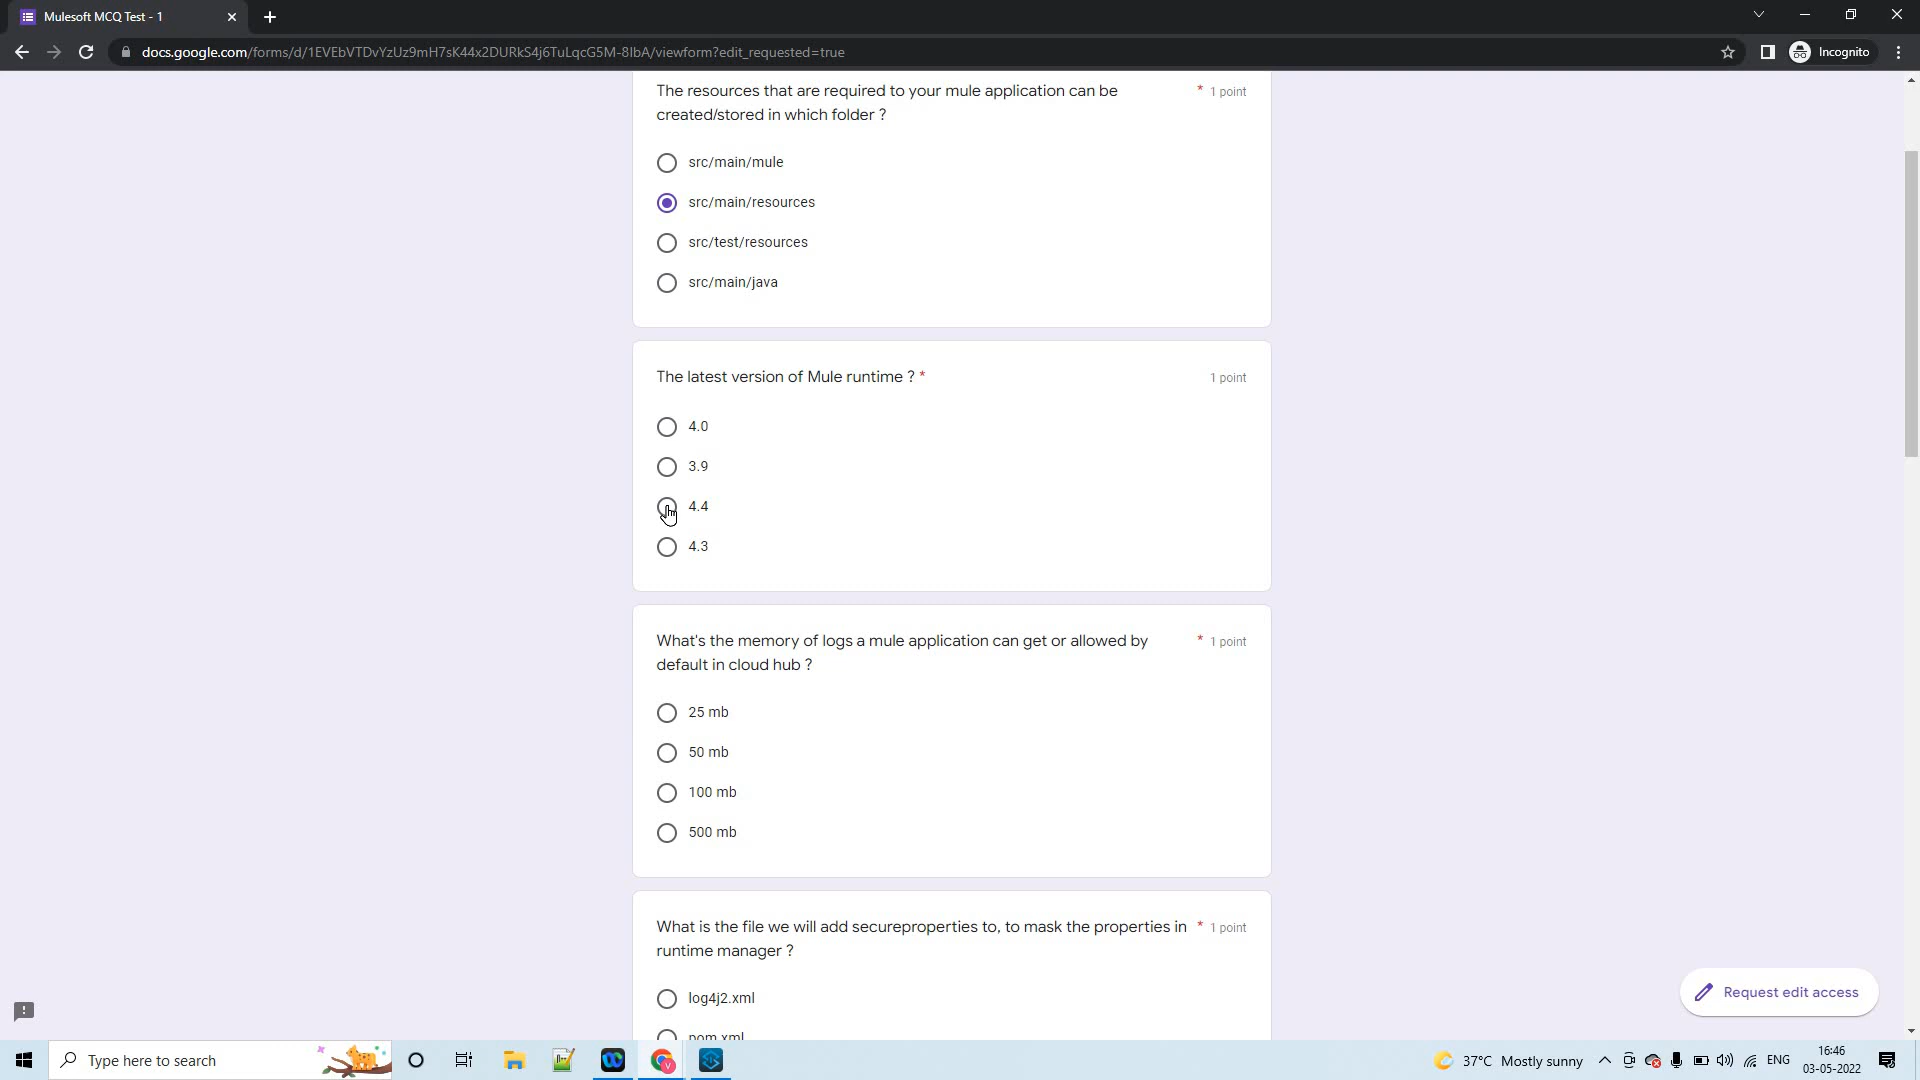 Mulesoft MCQ Test - 1
docs.google.com/forms/d/1EVEbVTDvYzUz9mH7sK44x2DURkS4j6TuLqcG5M-8IbA/viewform?edit_requested=true
Incognito
The resources that are required to your mule application can be
created/stored in which folder ?
* 1 point
src/main/mule
src/main/resources
src/test/resources
src/main/java
The latest version of Mule runtime ? *
1 point
4.0
3.9
4.4
4.3
What's the memory of logs a mule application can get or allowed by
default in cloud hub ?
* 1 point
25 mb
50 mb
100 mb
500 mb
What is the file we will add secureproperties to, to mask the properties in
runtime manager ?
* 1 point
log4j2.xml
pom.xml
Request edit access
Type here to search
V
37°C Mostly sunny
ENG
16:46
03-05-2022